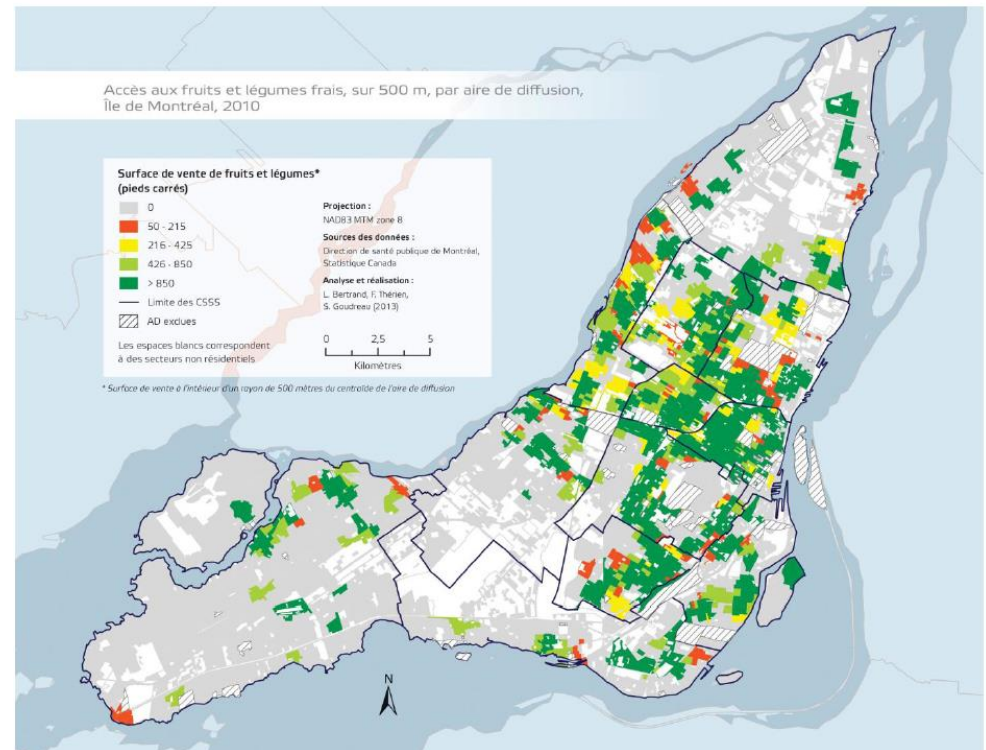 Accès aux fruits et légumes frais, sur 500 m, par aire de diffusion,
Île de Montréal, 2010
Surface de vente de fruits et légumes*
(pieds carrés)
0
50 - 215
216 - 425
426 - 850
> 850
Limite des CSSS
AD exclues
Les espaces blancs correspondent
à des secteurs non résidentiels
Projection :
NAD83 MTM zone 8
Sources des données :
Direction de santé publique de Montréal,
Statistique Canada
Analyse et réalisation :
L. Bertrand, F. Thérien,
S. Goudreau (2013)
0 2,5 5
Kilomètres
* Surface de vente à l'intérieur d'un rayon de 500 mètres du centroïde de l'aire de diffusion
N